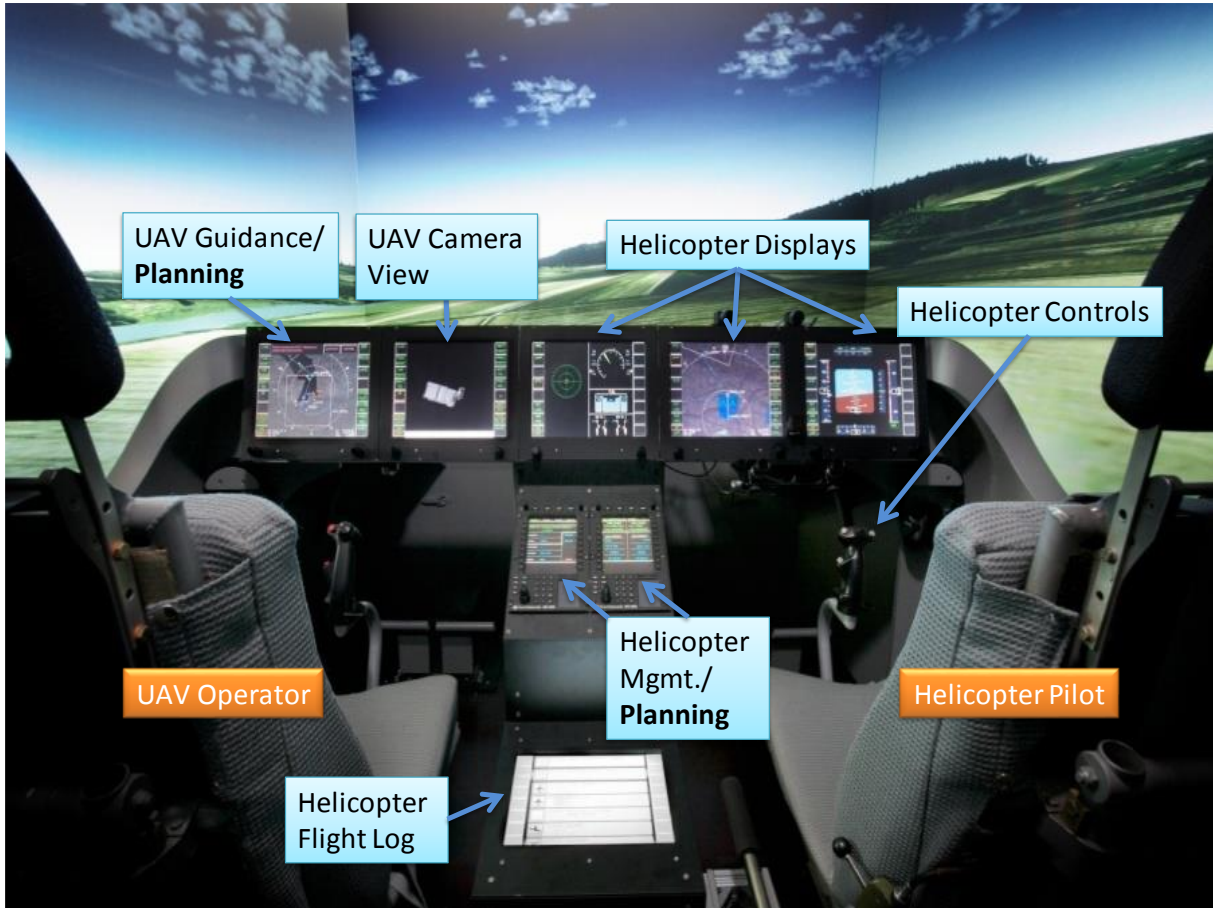 UAV Guidance/
Planning
UAV Camera
View
Helicopter Displays
Helicopter Controls
Helicopter
Mgmt./
Planning
UAV Operator
Helicopter Pilot
Helicopter
Flight Log